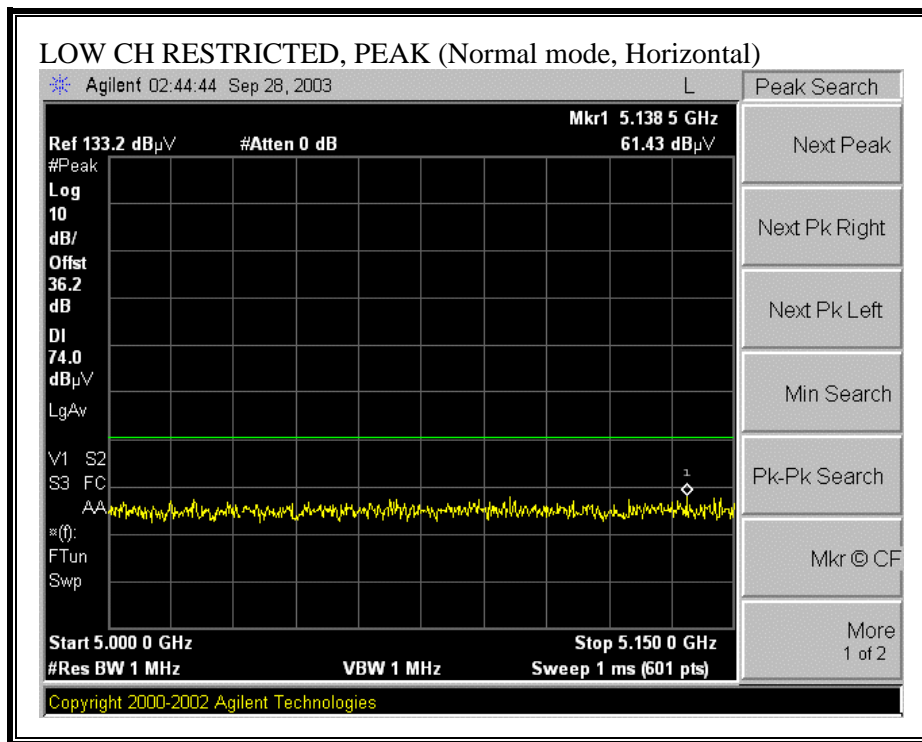 LOW CH RESTRICTED, PEAK (Normal mode, Horizontal)
Agilent 02:44:44 Sep 28, 2003 L
Peak Search
Mkr1 5.138 5 GHz
Ref 133.2 dBµV #Atten 0 dB 61.43 dBµV
#Peak
Log
10
dB/
Offst
36.2
dB
DI
74.0
dBµV
LgAv
V1 S2
S3 FC
AA
¤(f):
FTun
Swp
1
Start 5.000 0 GHz Stop 5.150 0 GHz
#Res BW 1 MHz VBW 1 MHz Sweep 1 ms (601 pts)
Copyright 2000-2002 Agilent Technologies
Next Peak
Next Pk Right
Next Pk Left
Min Search
Pk-Pk Search
Mkr © CF
More
1 of 2